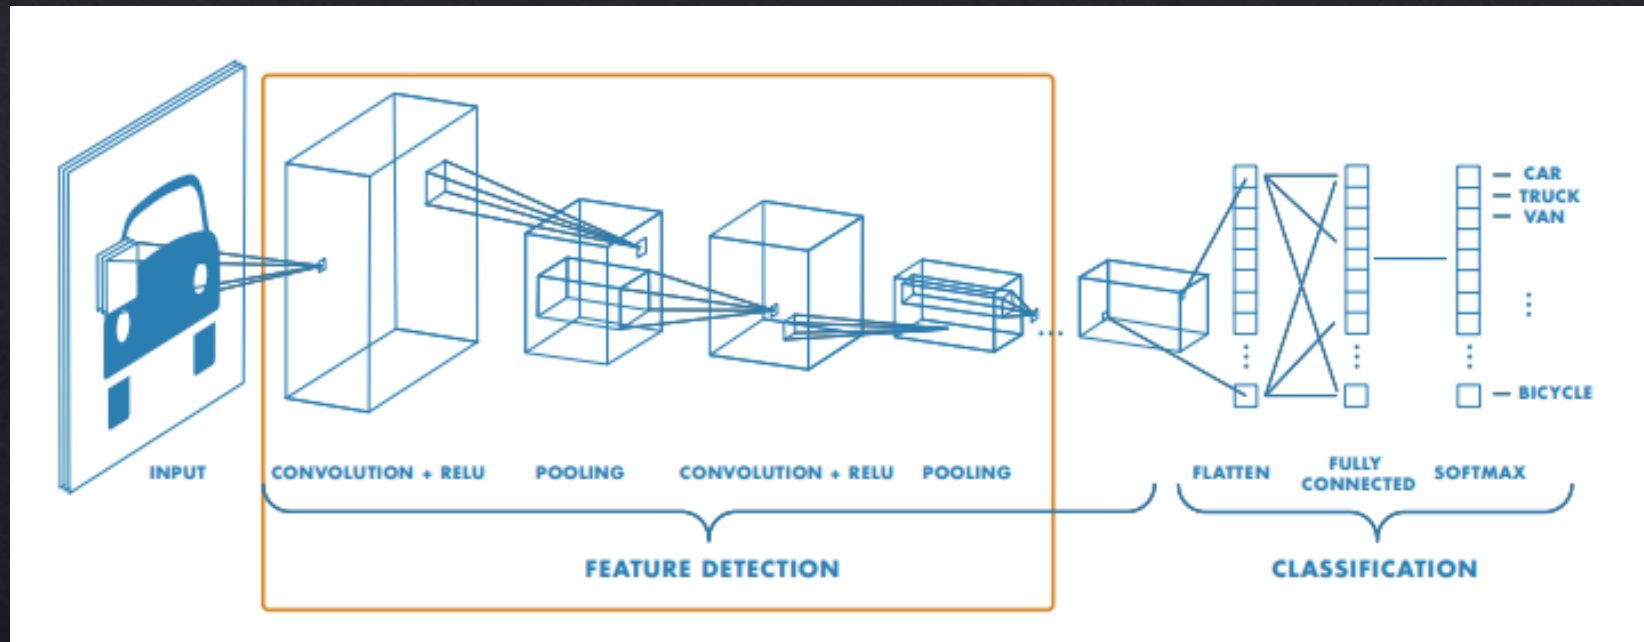 CAR
TRUCK
VAN
BICYCLE
INPUT
CONVOLUTION + RELU
POOLING
CONVOLUTION + RELU
POOLING
FLATTEN
FULLY
CONNECTED
SOFTMAX
FEATURE DETECTION
CLASSIFICATION